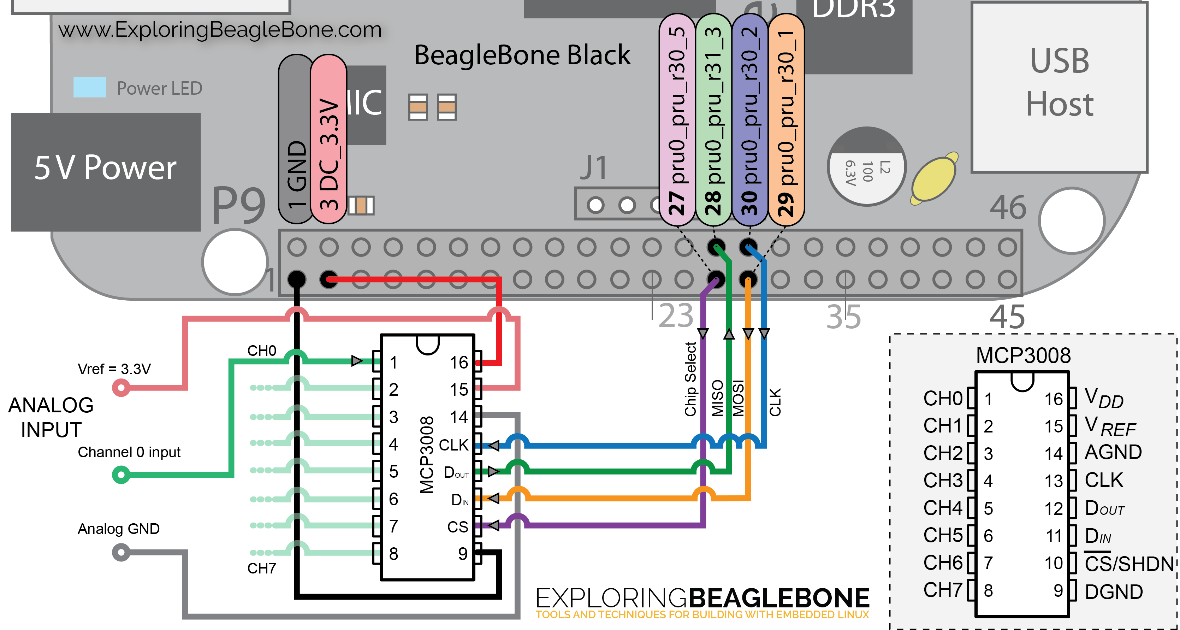 www.ExploringBeagleBone.com
BeagleBone Black
DDR3
USB
Host
Power LED
5V Power
1 GND
3 DC_3.3V
IC
27 pru0_pru_r30_5
28 pru0_pru_r31_3
30 pru0_pru_r30_2
29 pru0_pru_r30_1
J1
L2
100
6.3V
P9
46
1
23
35
45
Vref = 3.3V
ANALOG
INPUT
Channel 0 input
Analog GND
CH0
CH7
MCP3008
1
2
3
4
5
6
7
8
16
15
14
CLK
DOUT
DIN
CS
9
Chip Select
MISO
MOSI
CLK
MCP3008
CH0 1 16 VDD
CH1 2 15 VREF
CH2 3 14 AGND
CH3 4 13 CLK
CH4 5 12 DOUT
CH5 6 11 DIN
CH6 7 10 CS/SHDN
CH7 8 9 DGND
EXPLORINGBEAGLEBONE
TOOLS AND TECHNIQUES FOR BUILDING WITH EMBEDDED LINUX